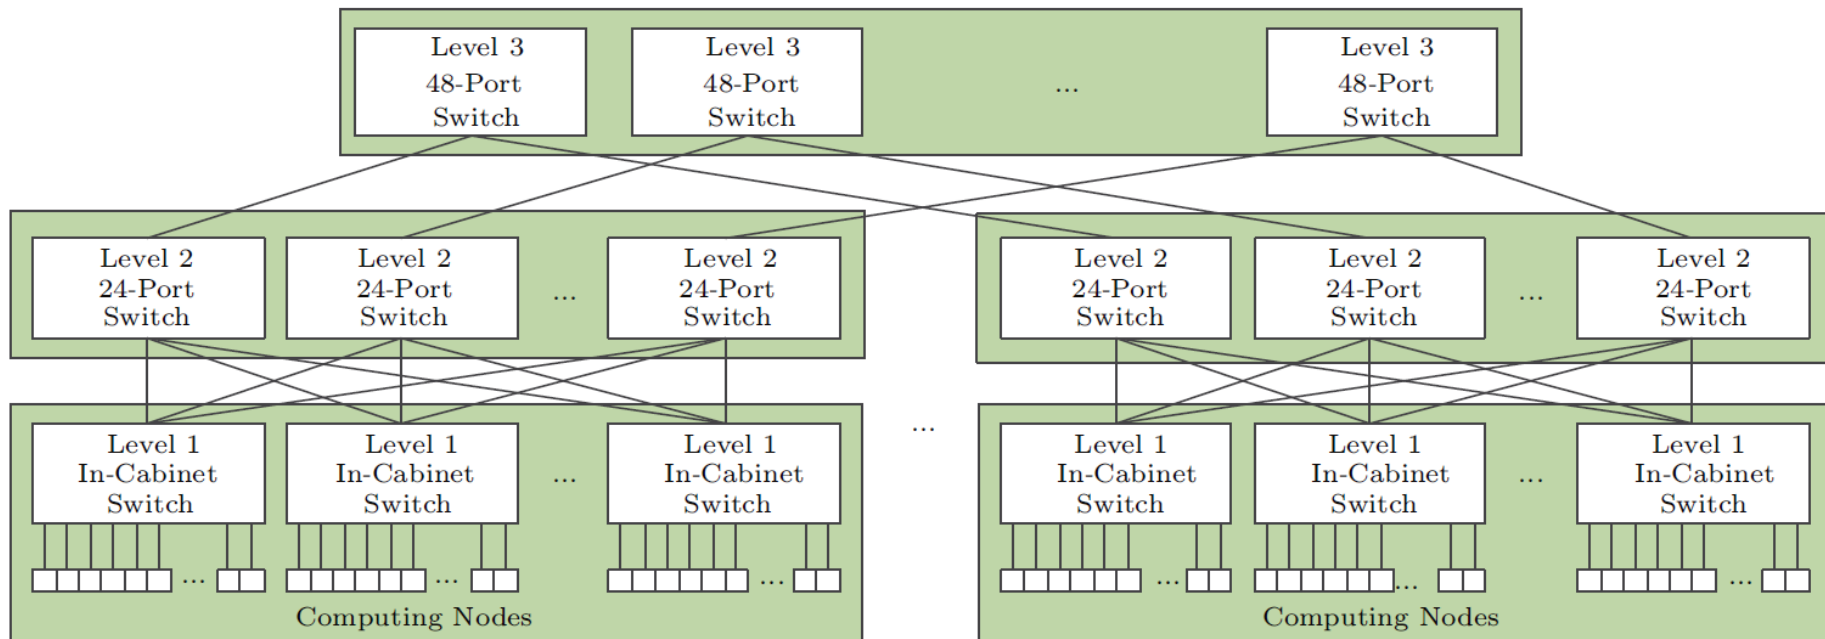 Level 3
48-Port
Switch
Level 3
48-Port
Switch
...
Level 3
48-Port
Switch
Level 2
24-Port
Switch
Level 2
24-Port
Switch
...
Level 2
24-Port
Switch
Level 2
24-Port
Switch
Level 2
24-Port
Switch
...
Level 2
24-Port
Switch
Level 1
In-Cabinet
Switch
Level 1
In-Cabinet
Switch
...
Level 1
In-Cabinet
Switch
...
Level 1
In-Cabinet
Switch
Level 1
In-Cabinet
Switch
...
Level 1
In-Cabinet
Switch
...
...
...
...
...
...
Computing Nodes
Computing Nodes